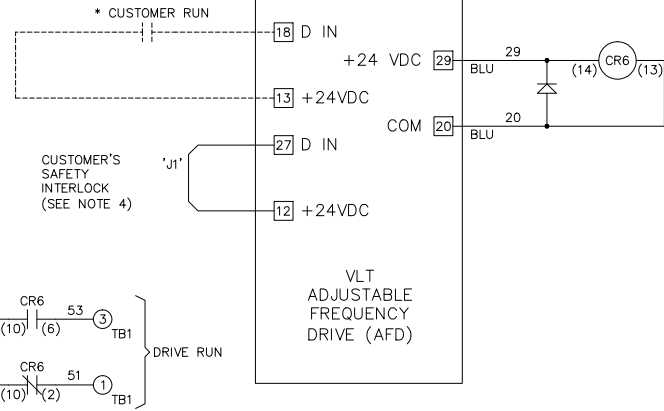 * CUSTOMER RUN
18 D IN
+24 VDC 29
29
BLU
(14) CR6 (13)
13 +24VDC
COM 20
20
BLU
27 D IN
CUSTOMER'S
SAFETY
INTERLOCK
(SEE NOTE 4)
'J1'
12 +24VDC
VLT
ADJUSTABLE
FREQUENCY
DRIVE (AFD)
CR6
53
3
(10) (6)
TB1
DRIVE RUN
CR6
51
1
(10) (2)
TB1